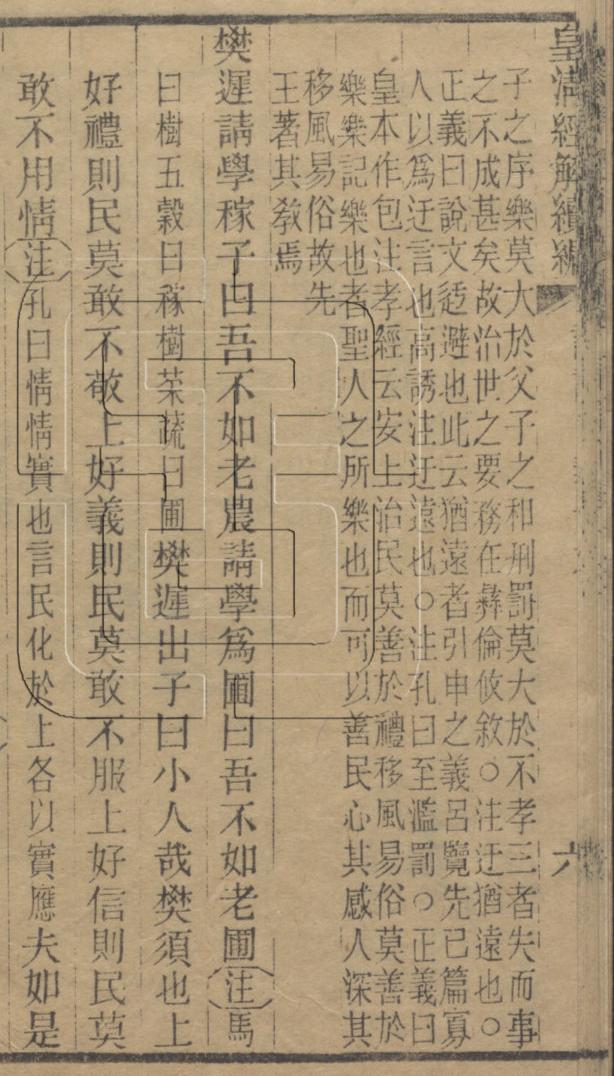 皇淸經解續編
六
子之序樂莫大於父子之和刑罰莫大於不孝三者失而事
之不成甚矣故治世之要務在彝倫攸敘○注迂猶遠也○
正義曰說文迃避也此云猶遠者引申之義呂覽先已篇寡
人以爲迂言也高誘注迂遠也○注孔曰至濫罰○正義曰
皇本作包注孝經云安上治民莫善於禮移風易俗莫善於
樂樂記樂也者聖人之所樂也而可以善民心其感人深其
移風易俗故先
王著其敎焉
樊遲請學稼子曰吾不如老農請學爲圃曰吾不如老圃注馬
曰樹五穀曰稼樹菜蔬曰圃樊遲出子曰小人哉樊須也上
好禮則民莫敢不敬上好義則民莫敢不服上好信則民莫
敢不用情注孔曰情情實也言民化於上各以實應夫如是